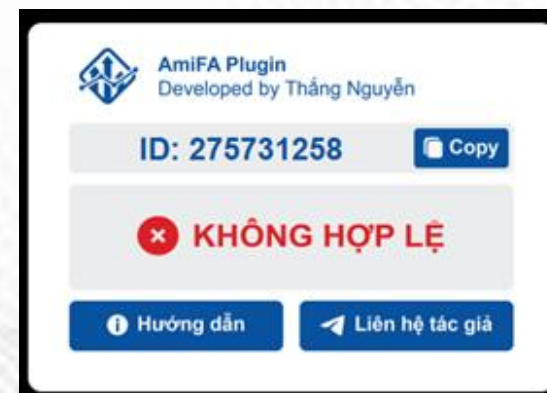 AmiFA Plugin
Developed by Thắng Nguyễn
ID: 275731258
Copy
KHÔNG HỢP LỆ
Hướng dẫn
Liên hệ tác giả